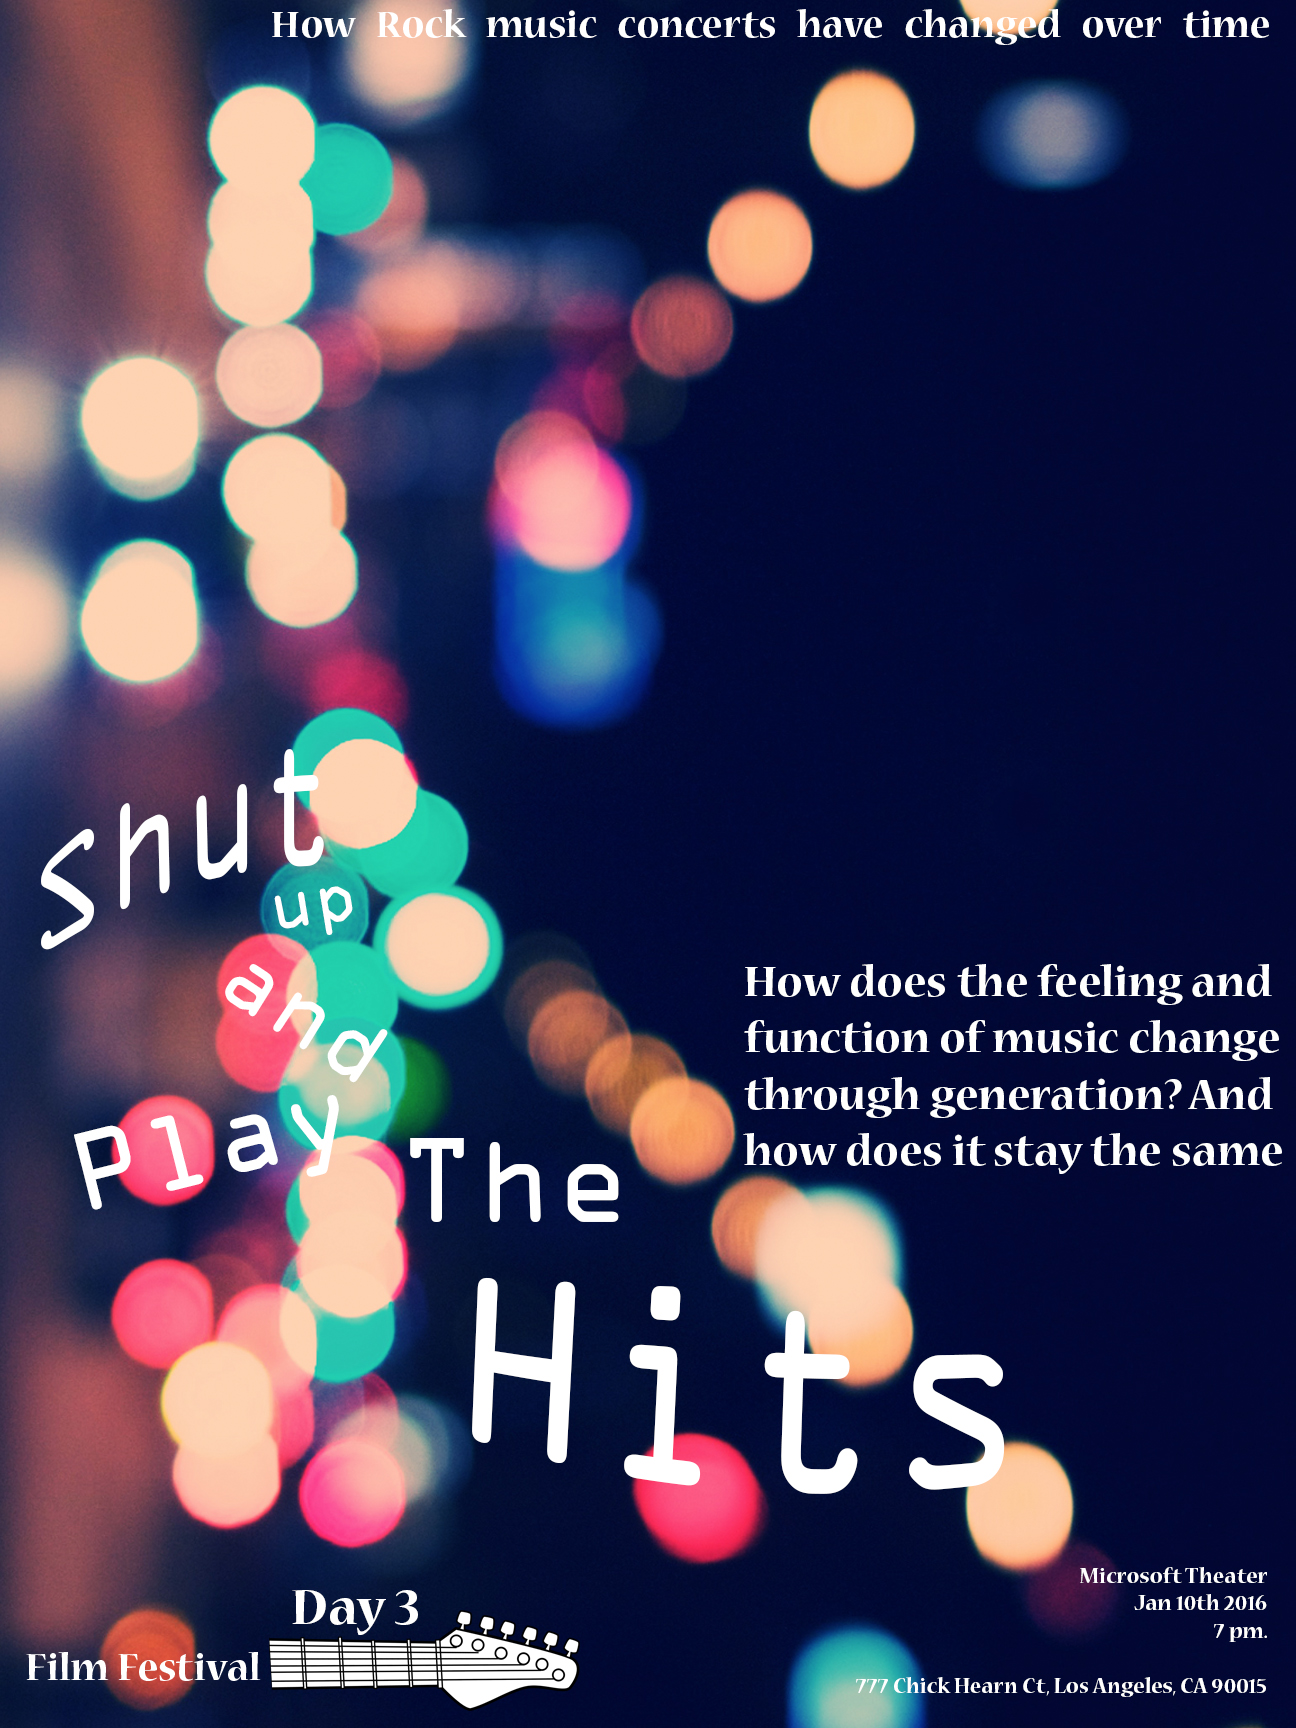 How Rock music concerts have changed over time
Shut
up
and
Play
The
Hits
How does the feeling and
function of music change
through generation? And
how does it stay the same
Day 3
Film Festival
Microsoft Theater
Jan 10th 2016
7 pm.
777 Chick Hearn Ct, Los Angeles, CA 90015